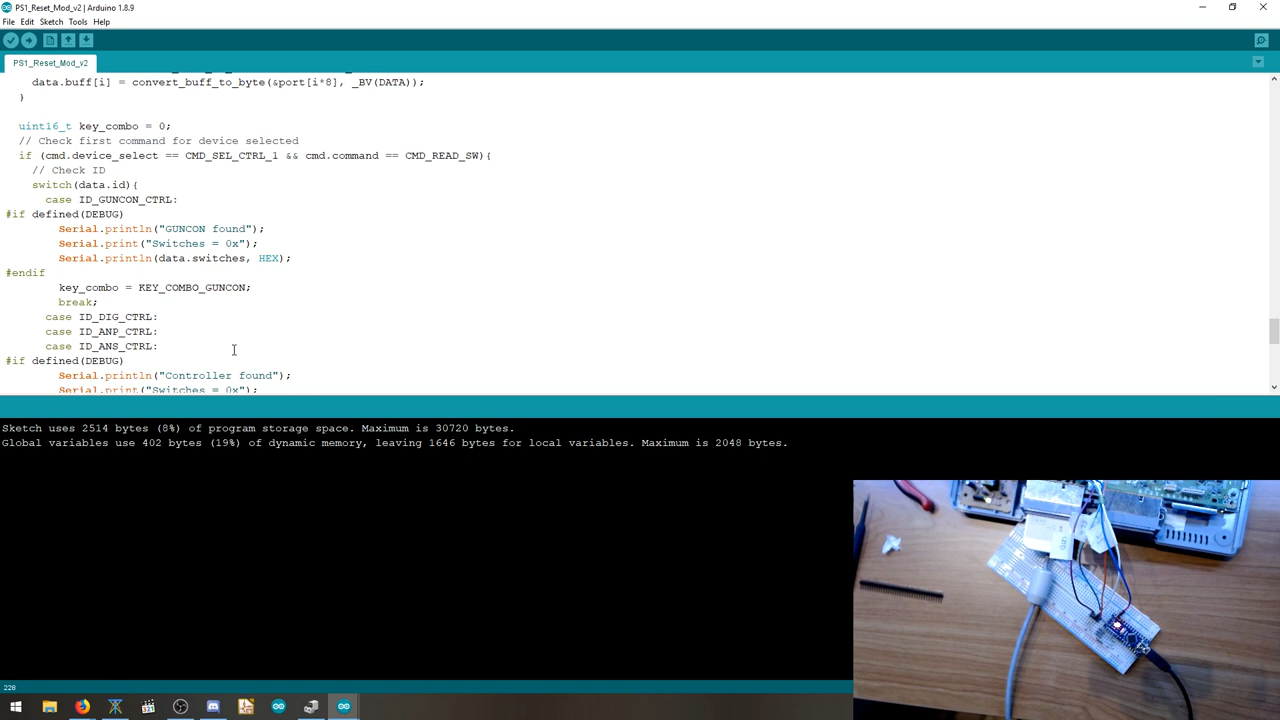 PS1_Reset_Mod_v2 | Arduino 1.8.9
File Edit Sketch Tools Help
PS1_Reset_Mod_v2
data.buff[i] = convert_buff_to_byte(&port[i*8], _BV(DATA));
}
uint16_t key_combo = 0;
// Check first command for device selected
if (cmd.device_select == CMD_SEL_CTRL_1 && cmd.command == CMD_READ_SW){
// Check ID
switch(data.id){
case ID_GUNCON_CTRL:
#if defined(DEBUG)
Serial.println("GUNCON found");
Serial.print("Switches = 0x");
Serial.println(data.switches, HEX);
#endif
key_combo = KEY_COMBO_GUNCON;
break;
case ID_DIG_CTRL:
case ID_ANP_CTRL:
case ID_ANS_CTRL:
#if defined(DEBUG)
Serial.println("Controller found");
Serial.print("Switches = 0x");
Sketch uses 2514 bytes (8%) of program storage space. Maximum is 30720 bytes.
Global variables use 402 bytes (19%) of dynamic memory, leaving 1646 bytes for local variables. Maximum is 2048 bytes.
228